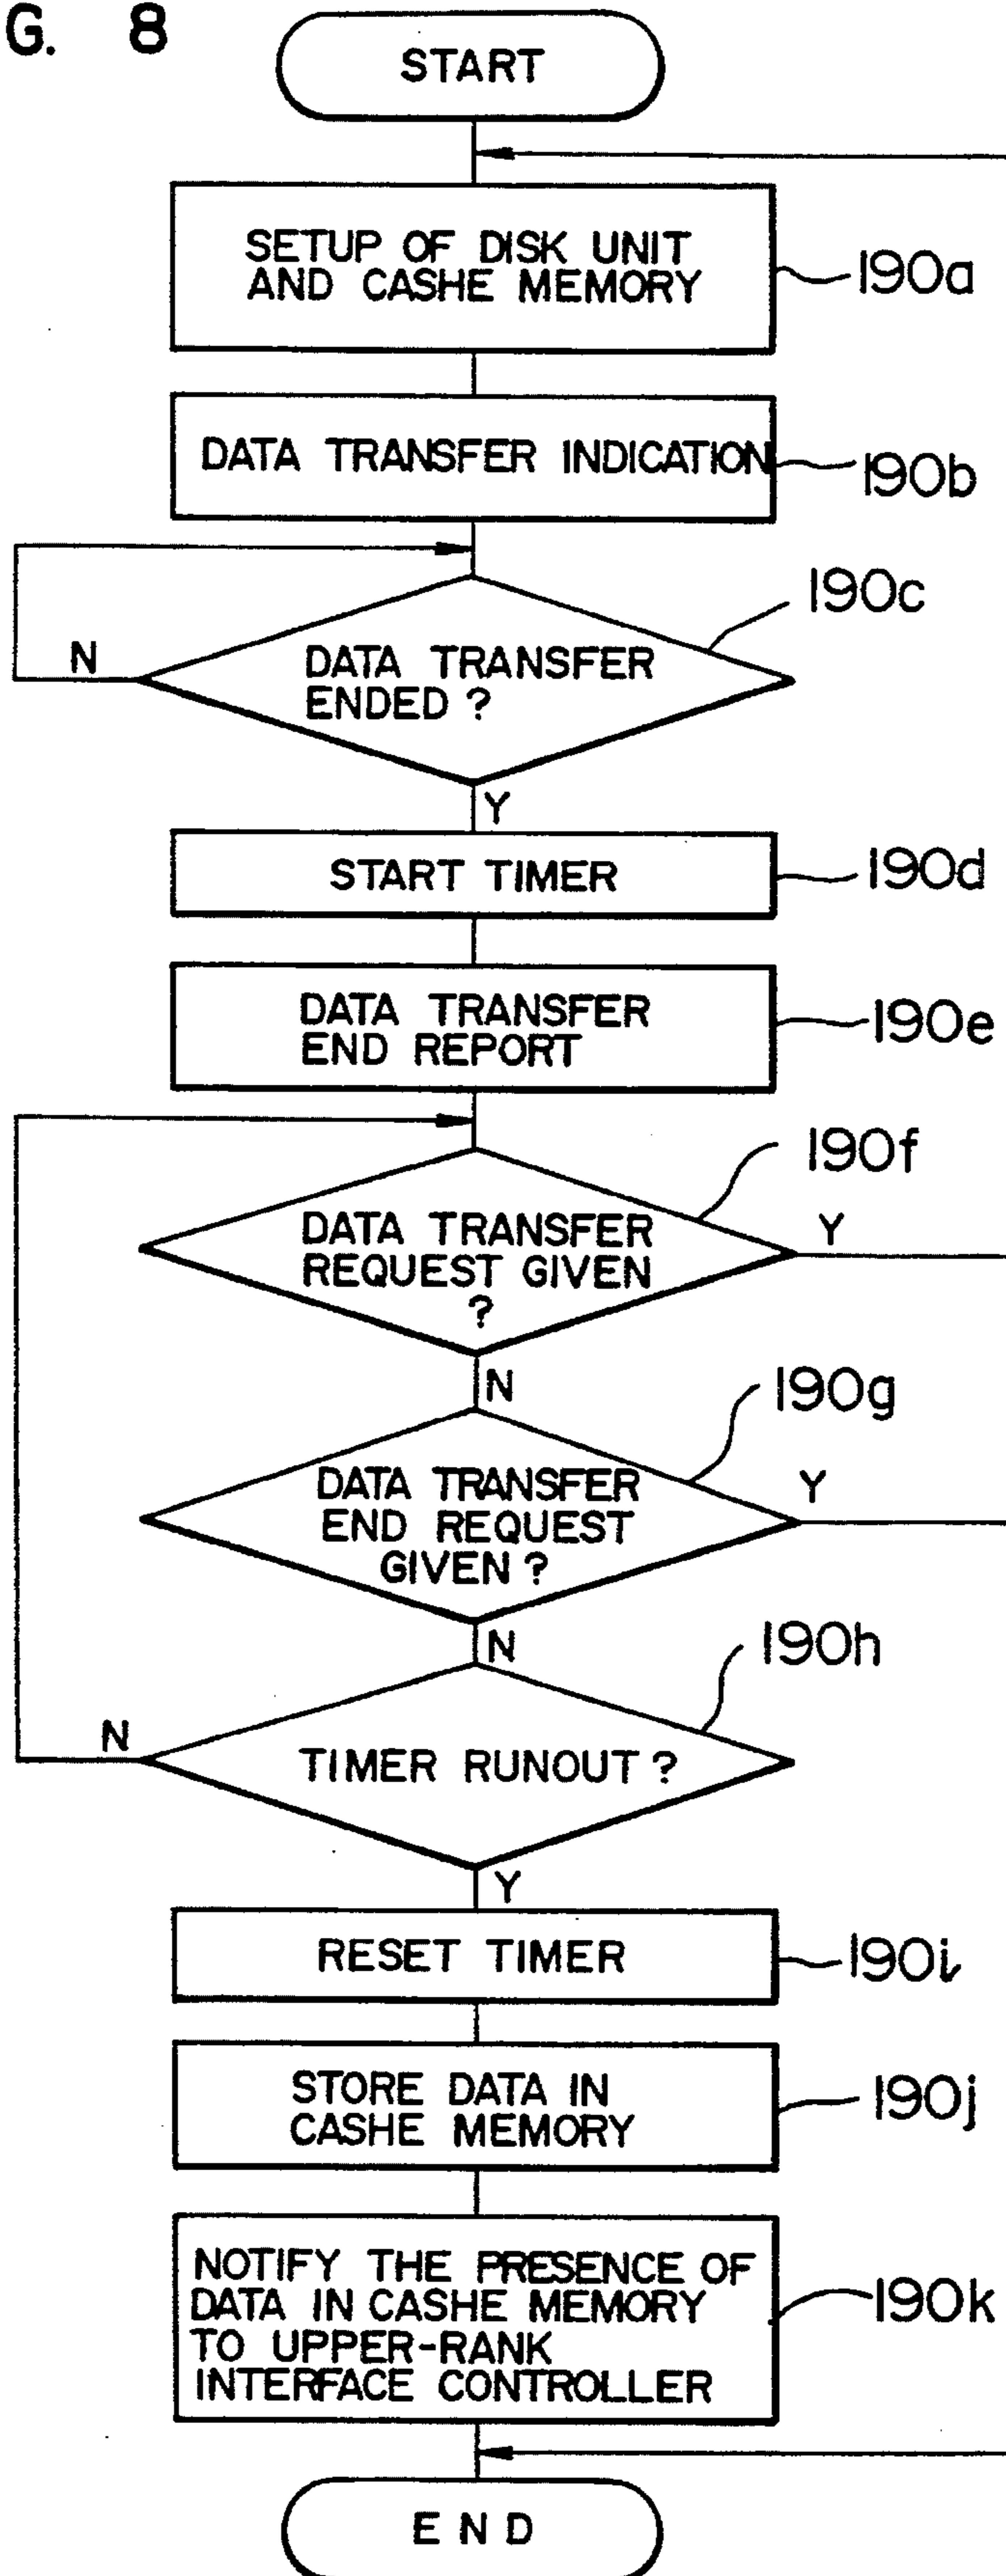 G. 8
START
SETUP OF DISK UNIT
AND CASHE MEMORY
190a
DATA TRANSFER INDICATION
190b
190c
N
DATA TRANSFER
ENDED ?
Y
START TIMER
190d
DATA TRANSFER
END REPORT
190e
190f
DATA TRANSFER
REQUEST GIVEN
?
Y
N
190g
DATA TRANSFER
END REQUEST
GIVEN ?
Y
N
190h
N
TIMER RUNOUT ?
Y
RESET TIMER
190i
STORE DATA IN
CASHE MEMORY
190j
NOTIFY THE PRESENCE OF
DATA IN CASHE MEMORY
TO UPPER-RANK
INTERFACE CONTROLLER
190k
END